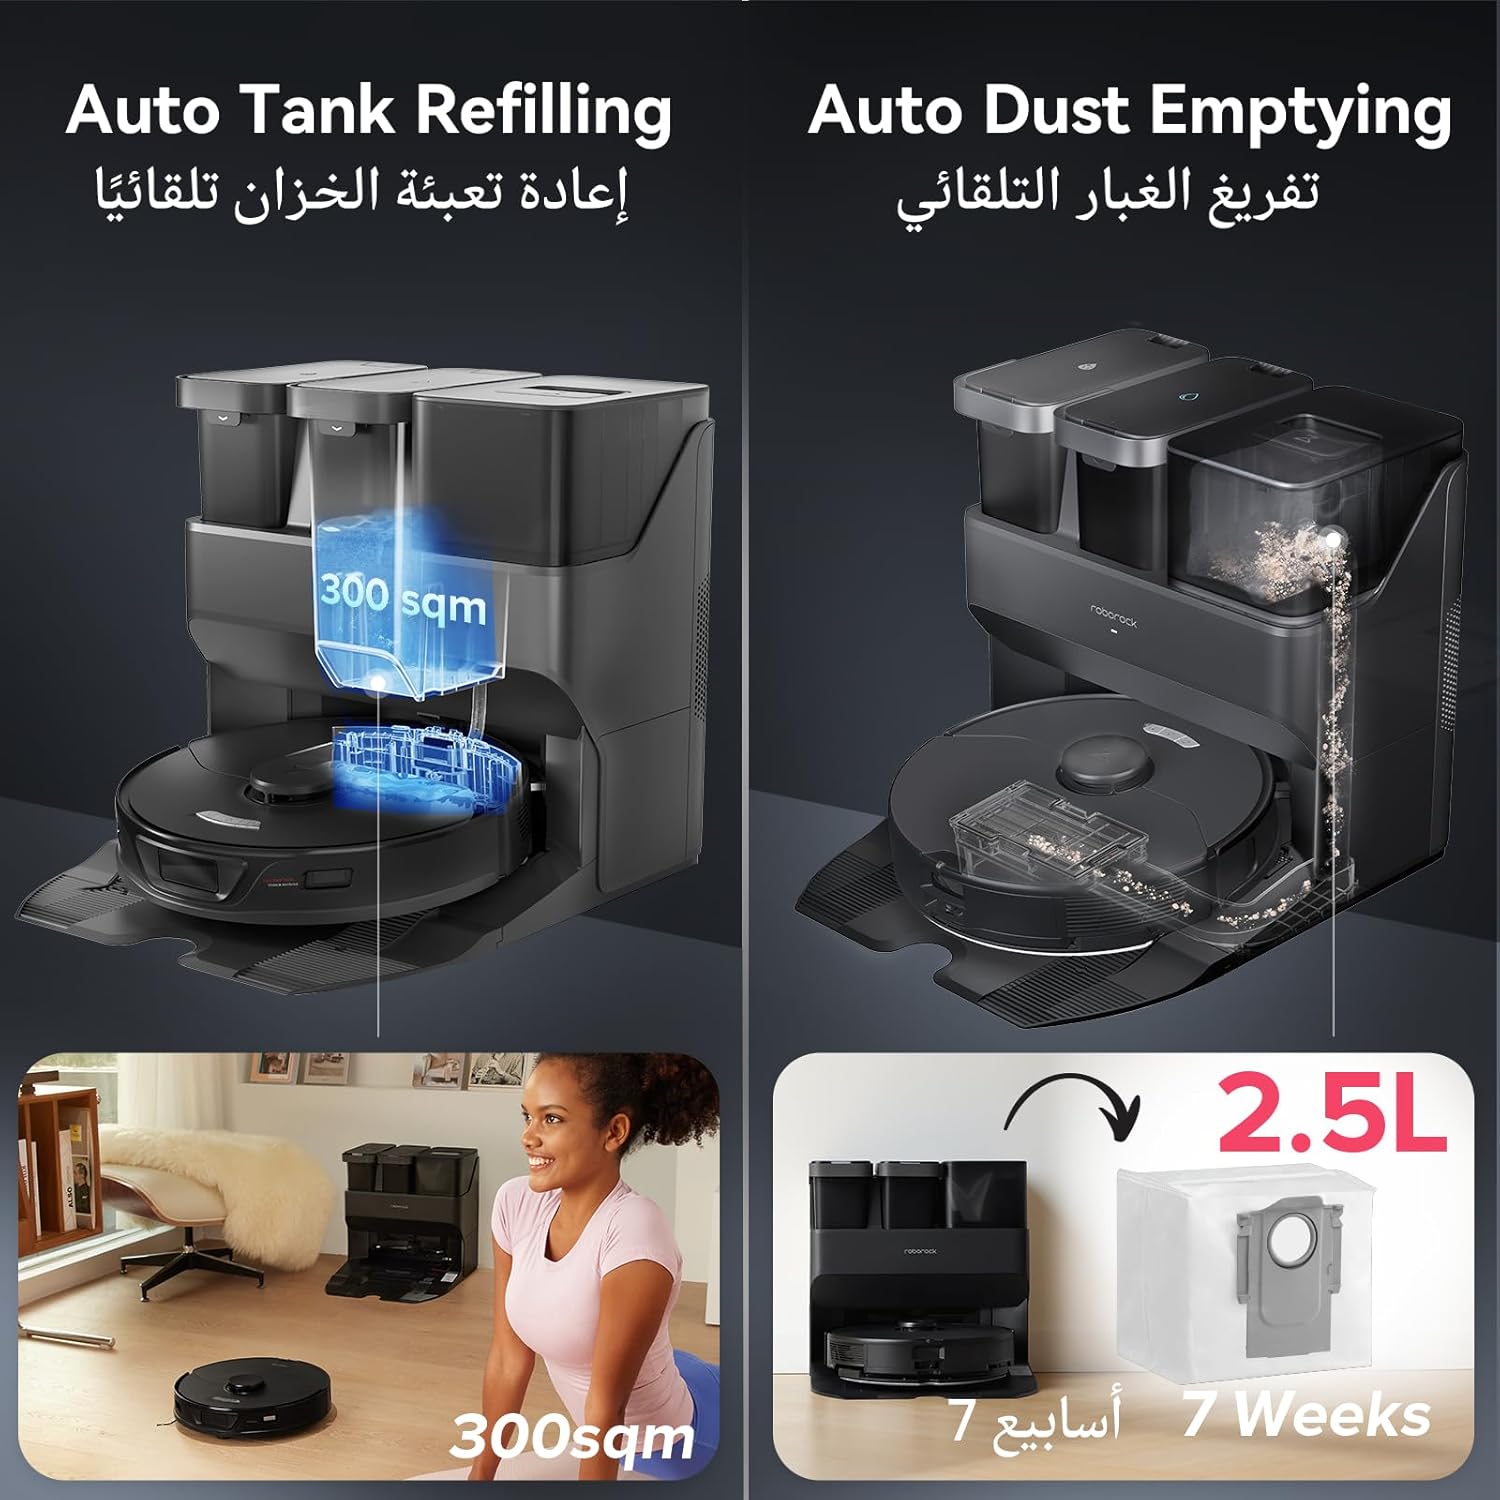 Auto Tank Refilling
إعادة تعبئة الخزان تلقائيًا
300 sqm
300sqm
Auto Dust Emptying
تفريغ الغبار التلقائي
roborock
2.5L
roborock
roborock
7 أسابيع
7 Weeks